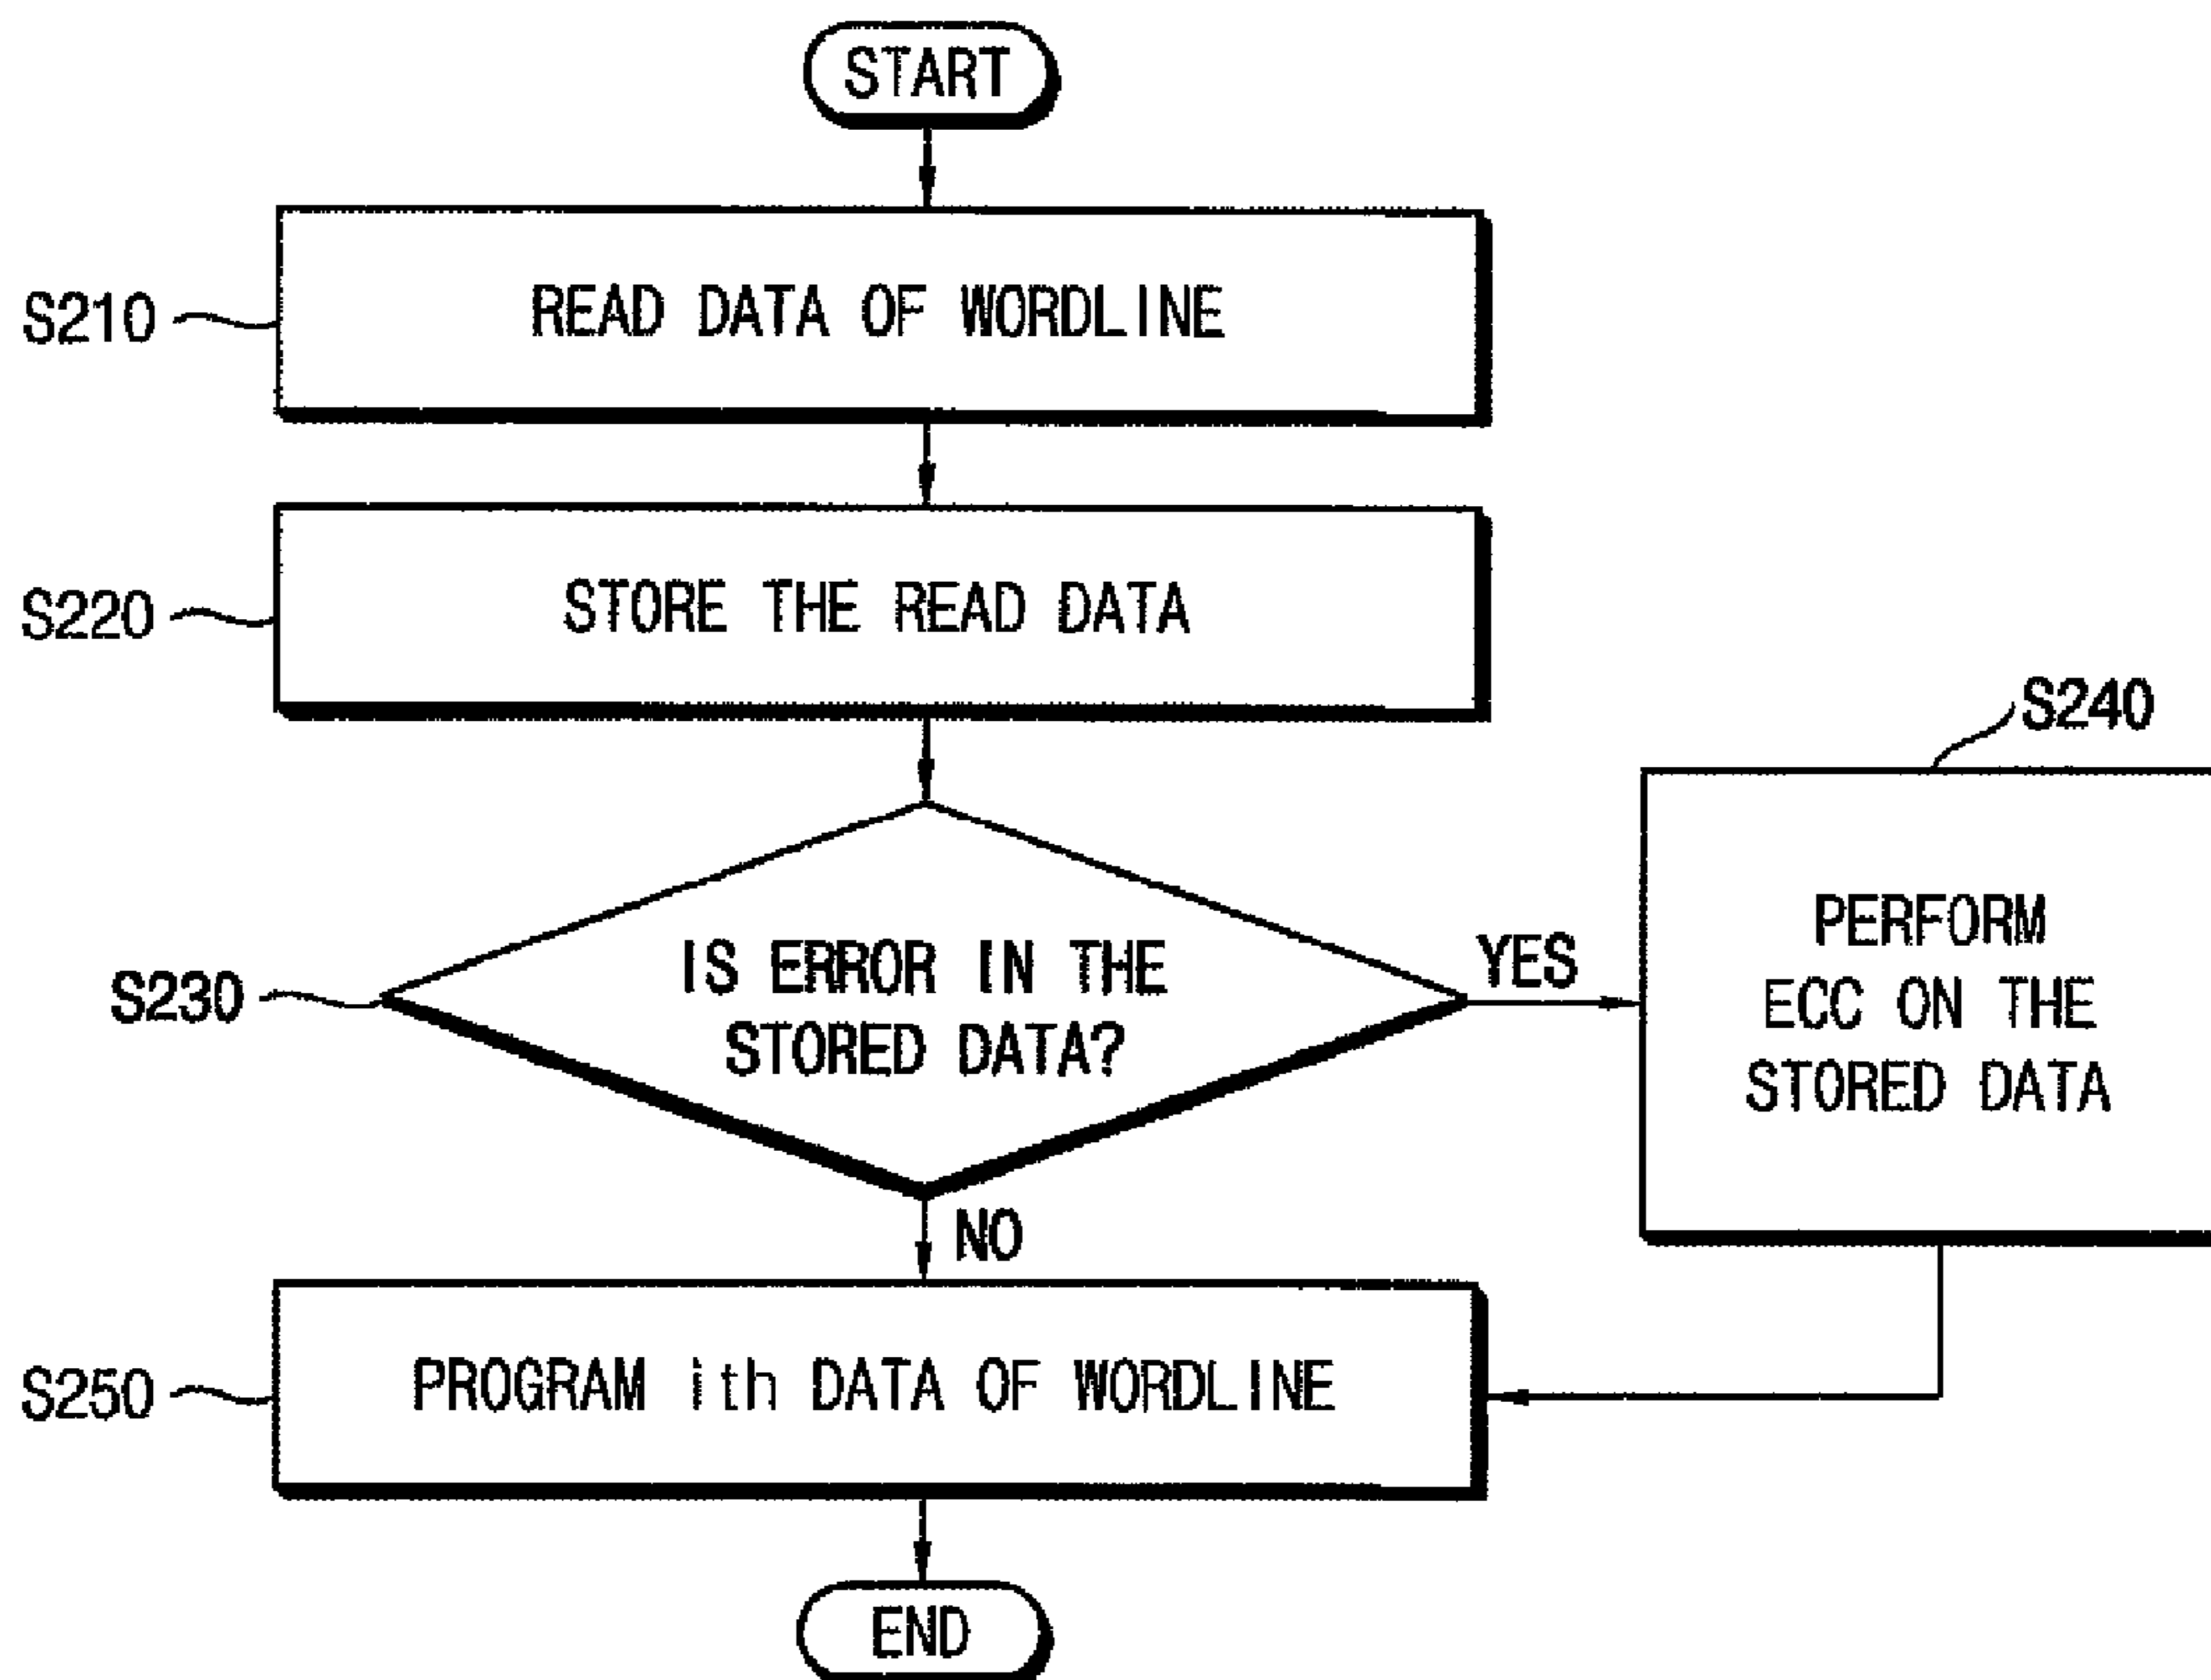 START
S210
READ DATA OF WORDLINE
S220
STORE THE READ DATA
S230
IS ERROR IN THE
STORED DATA?
YES
S240
PERFORM
ECC ON THE
STORED DATA
NO
S250
PROGRAM ith DATA OF WORDLINE
END